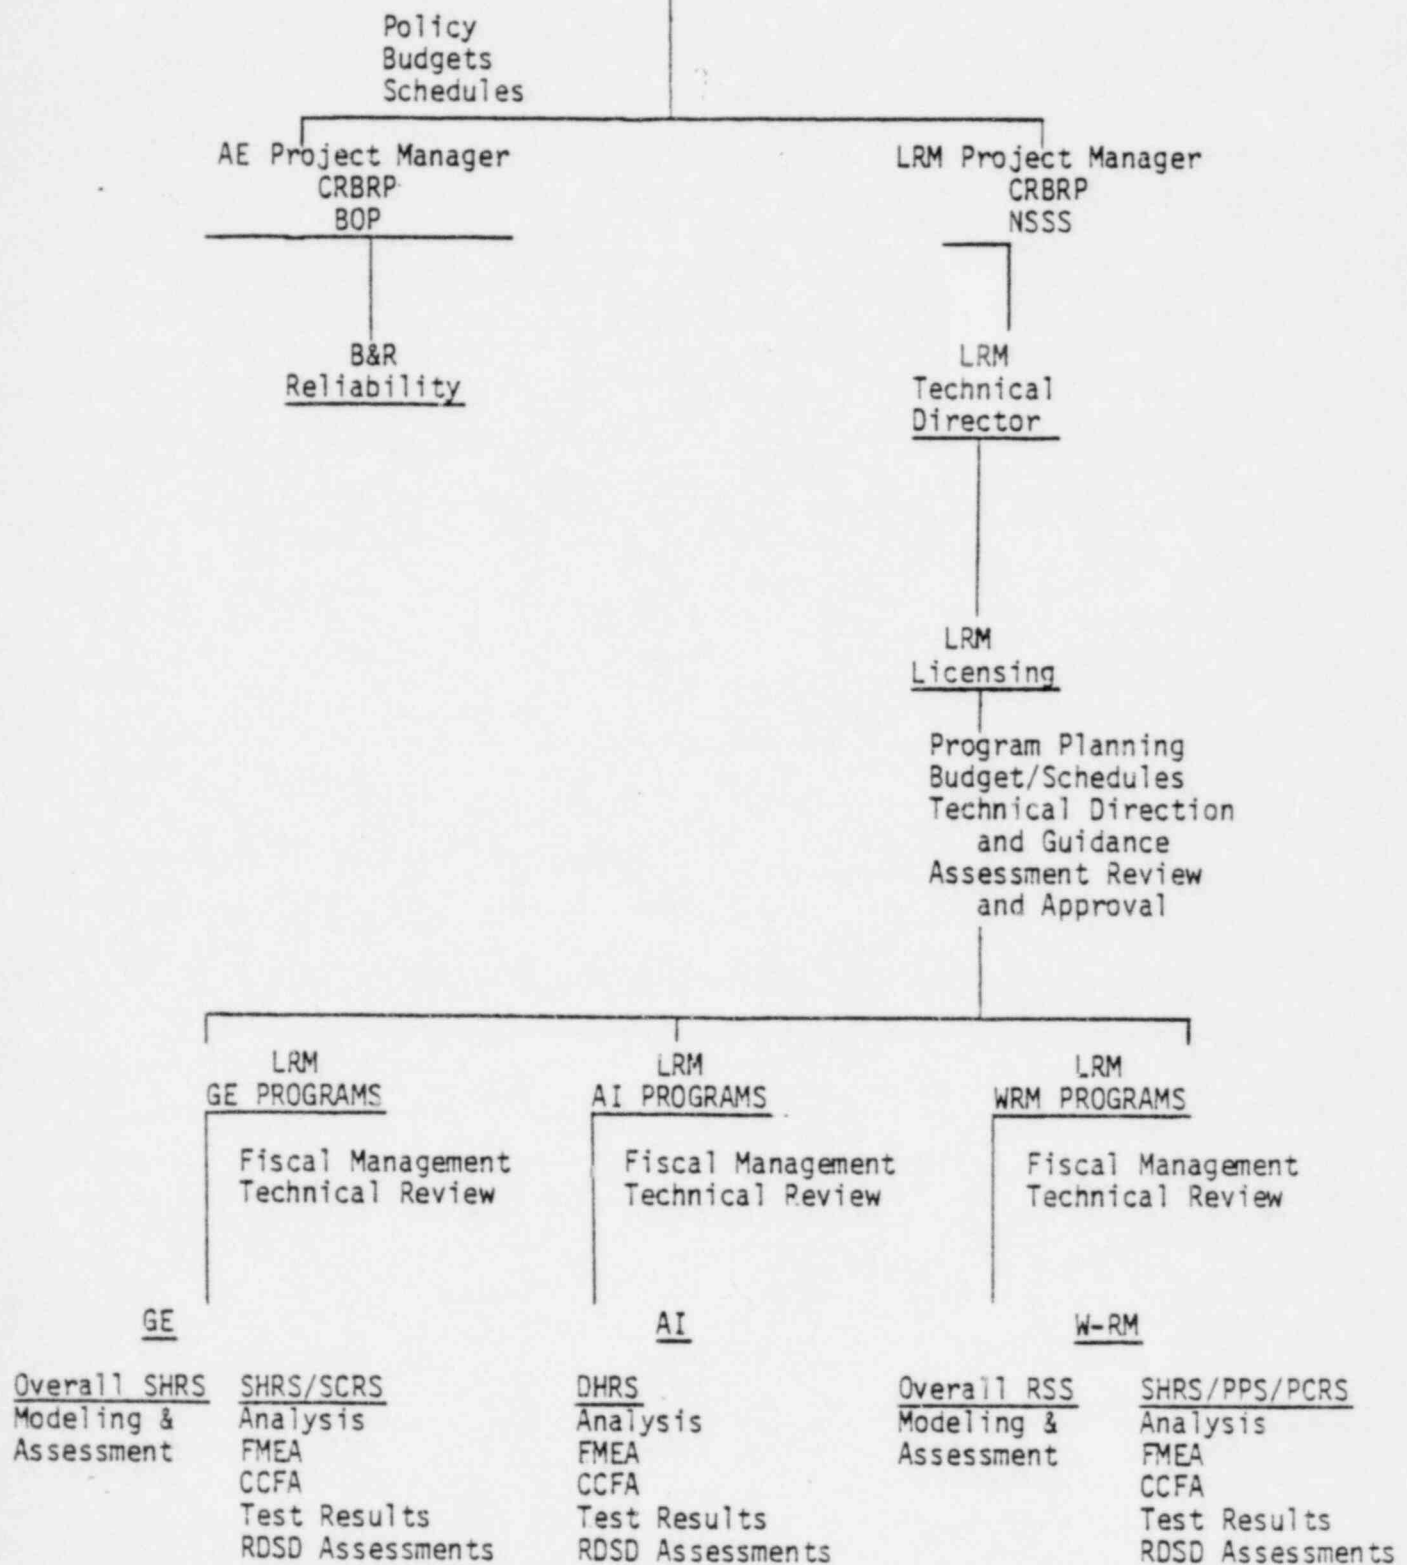 Policy
Budgets
Schedules
AE Project Manager
CRBRP
BOP
LRM Project Manager
CRBRP
NSSS
B&R
Reliability
LRM
Technical
Director
LRM
Licensing
Program Planning
Budget/Schedules
Technical Direction
and Guidance
Assessment Review
and Approval
LRM
GE PROGRAMS
Fiscal Management
Technical Review
LRM
AI PROGRAMS
Fiscal Management
Technical Review
LRM
WRM PROGRAMS
Fiscal Management
Technical Review
GE
Overall SHRS
Modeling &
Assessment
SHRS/SCRS
Analysis
FMEA
CCFA
Test Results
RDSD Assessments
AI
DHRS
Analysis
FMEA
CCFA
Test Results
RDSD Assessments
W-RM
Overall RSS
Modeling &
Assessment
SHRS/PPS/PCRS
Analysis
FMEA
CCFA
Test Results
RDSD Assessments